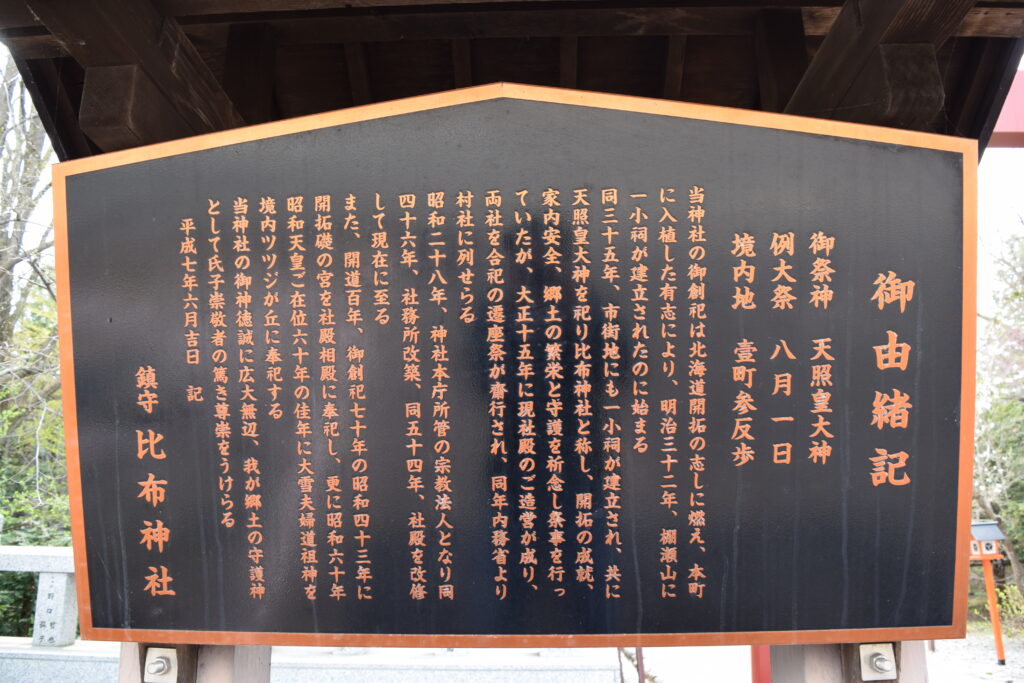 御由緒記
御祭神 天照皇大神
例大祭 八月一日
境内地 壹町参反歩
当神社の御創祀は北海道開拓の志しに燃え、本町
に入植した有志により、明治三十二年、棚瀬山に
一小祠が建立されたのに始まる
同三十五年、市街地にも一小祠が建立され、共に
天照皇大神を祀り比布神社と称し、開拓の成就、
家内安全、郷土の繁栄と守護を祈念し祭事を行っ
ていたが、大正十五年に現社殿のご造営が成り、
両社を合祀の遷座祭が齋行され、同年内務省より
村社に列せらる
昭和二十八年、神社本庁所管の宗教法人となり同
四十六年、社務所改築、同五十四年、社殿を改修
して現在に至る
また、開道百年、御創祀七十年の昭和四十三年に
開拓礎の宮を社殿相殿に奉祀し、更に昭和六十年
昭和天皇ご在位六十年の佳年に大雪夫婦道祖神を
境内ツツジが丘に奉祀する
当神社の御神徳誠に広大無辺、我が郷土の守護神
として氏子崇敬者の篤き尊崇をうけらる
平成七年六月吉日 記
鎮守 比布神社